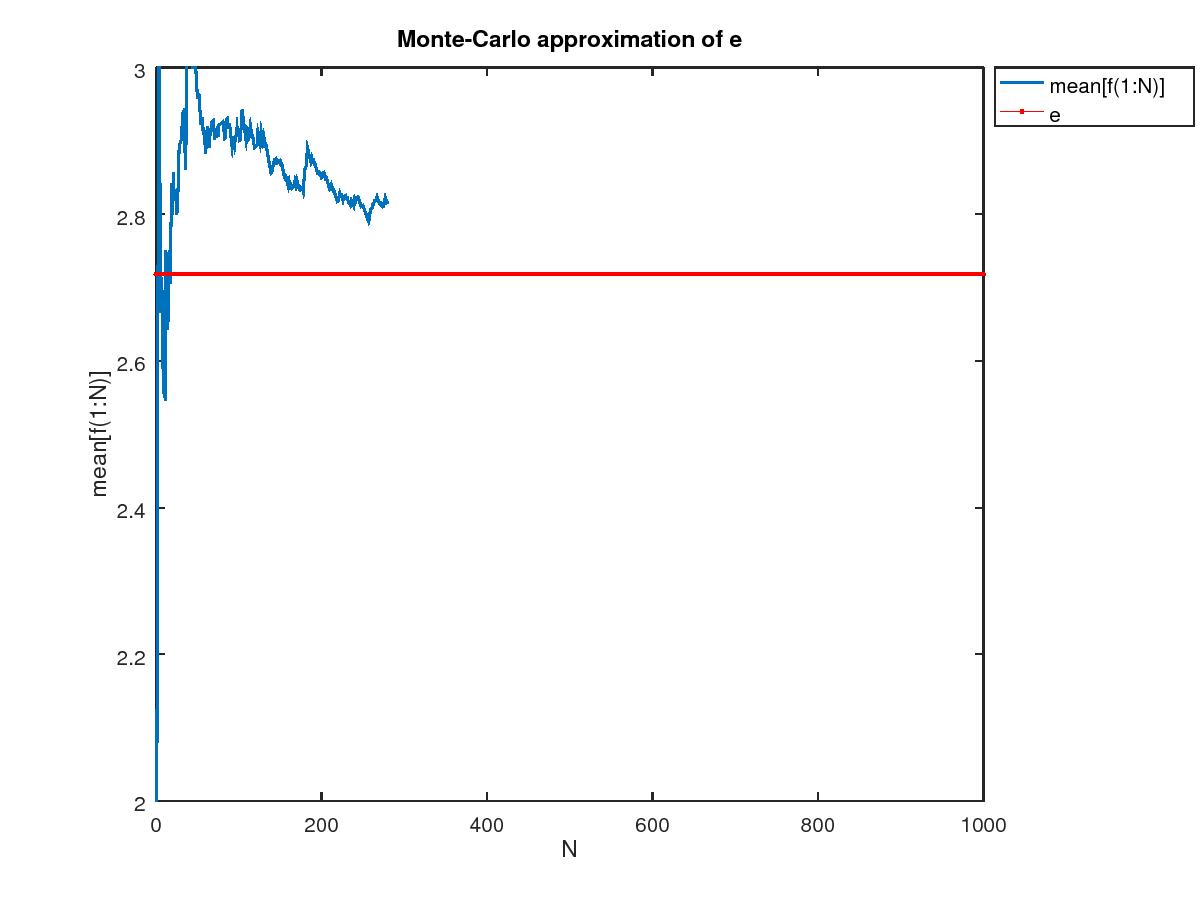 Monte-Carlo approximation of e
mean[f(1:N)]
e
3
2.8
2.6
2.4
2.2
2
mean[f(1:N)]
0
200
400
600
800
1000
N